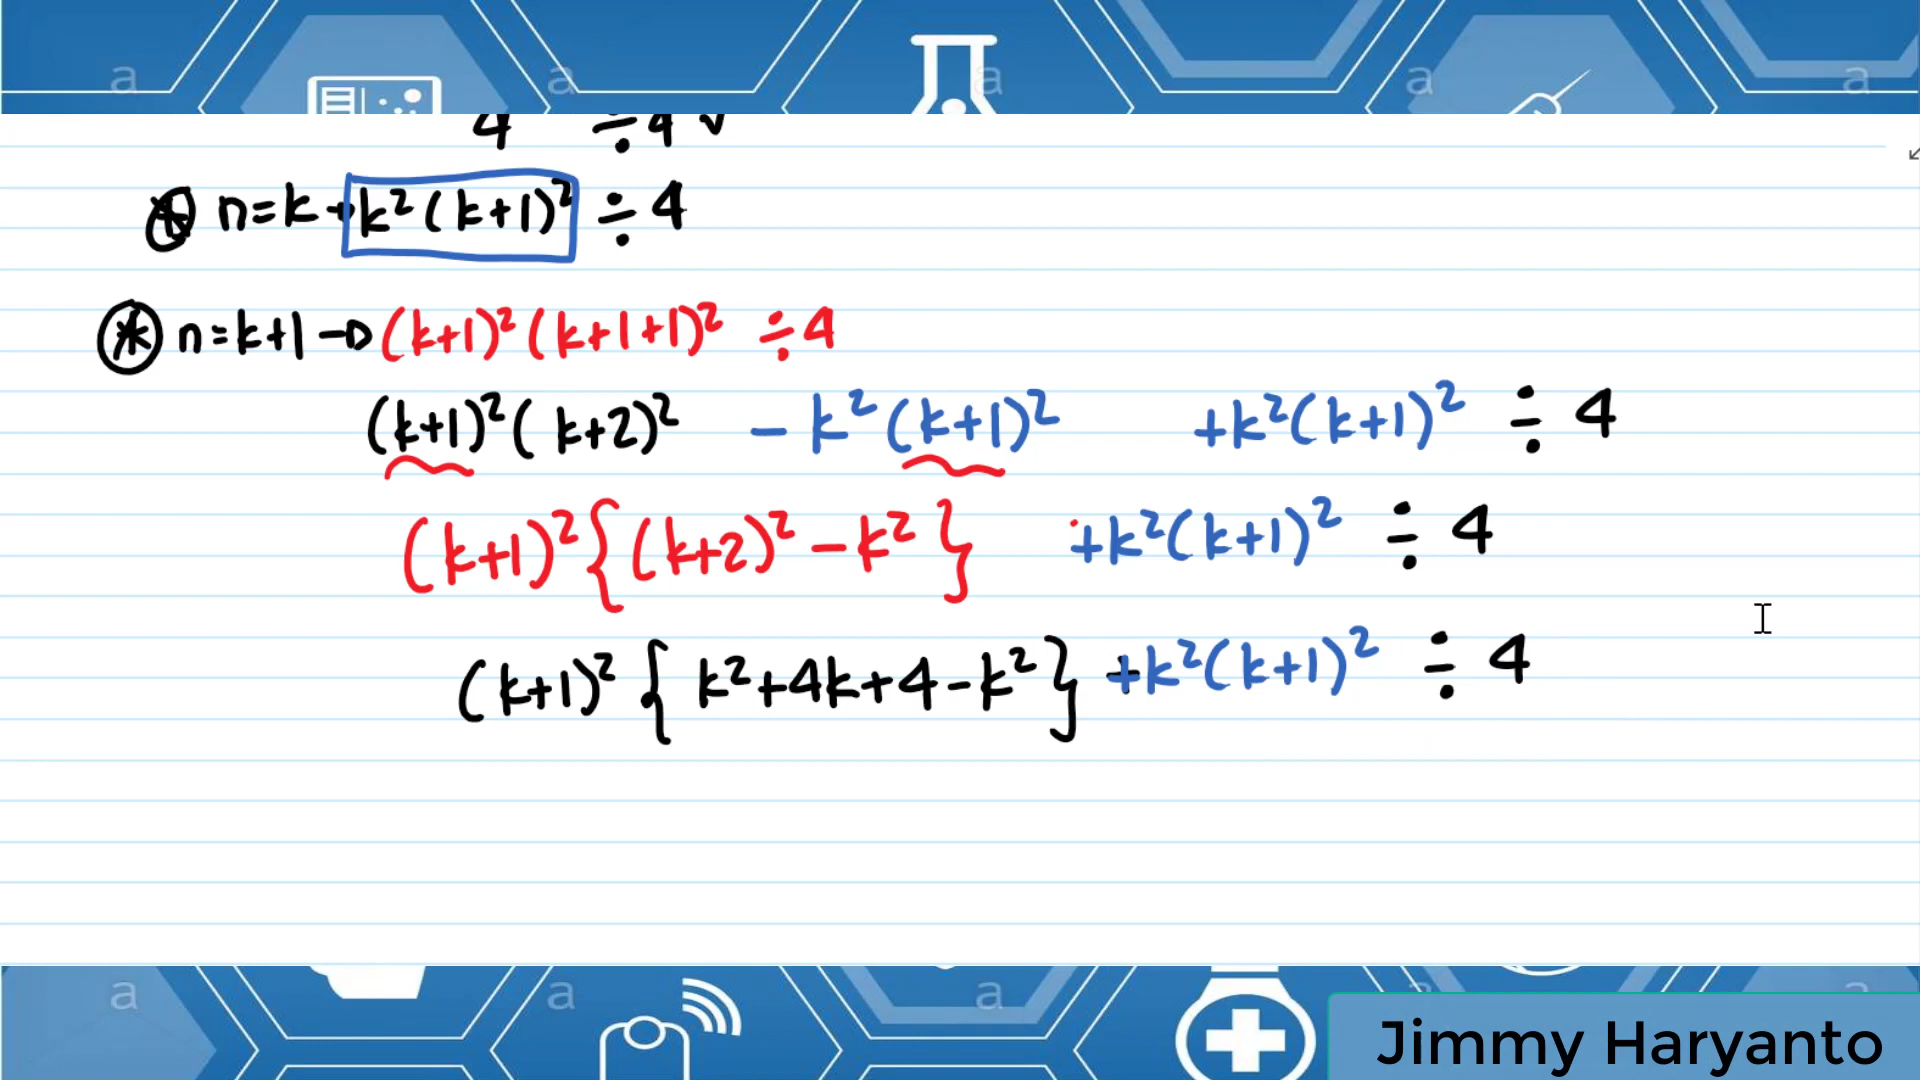 4 ÷4 √
* n=k→ k²(k+1)² ÷4
* n=k+1→ (k+1)²(k+1+1)² ÷4
(k+1)²(k+2)² −k²(k+1)² +k²(k+1)² ÷ 4
(k+1)²{(k+2)²−k²} +k²(k+1)² ÷ 4
(k+1)²{k²+4k+4−k²} +k²(k+1)² ÷ 4
a a a a a
a a a a
Jimmy Haryanto